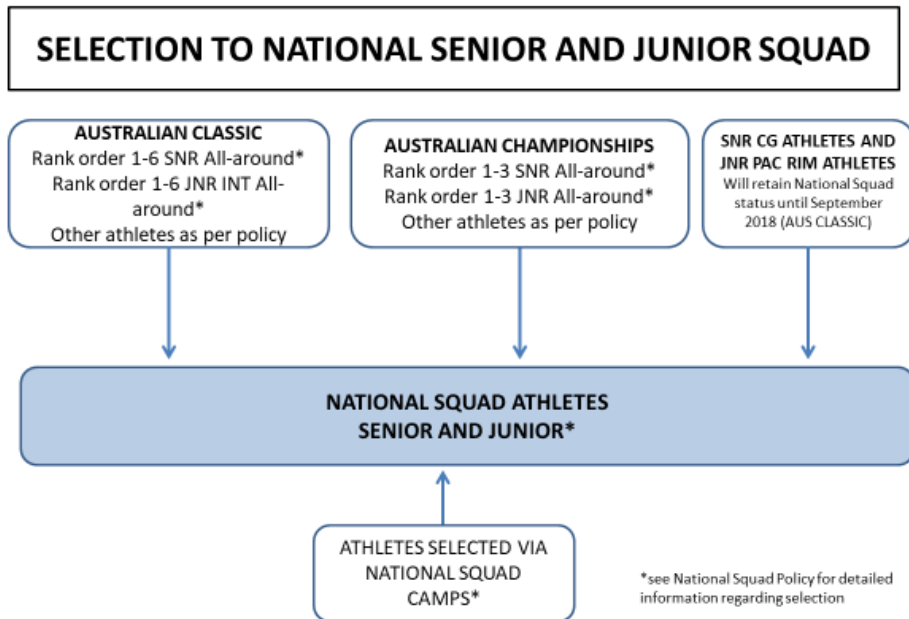 SELECTION TO NATIONAL SENIOR AND JUNIOR SQUAD
AUSTRALIAN CLASSIC
Rank order 1-6 SNR All-around*
Rank order 1-6 JNR INT All-
around*
Other athletes as per policy
AUSTRALIAN CHAMPIONSHIPS
Rank order 1-3 SNR All-around*
Rank order 1-3 JNR All-around*
Other athletes as per policy
SNR CG ATHLETES AND
JNR PAC RIM ATHLETES
Will retain National Squad
status until September
2018 (AUS CLASSIC)
NATIONAL SQUAD ATHLETES
SENIOR AND JUNIOR*
ATHLETES SELECTED VIA
NATIONAL SQUAD
CAMPS*
*see National Squad Policy for detailed
information regarding selection